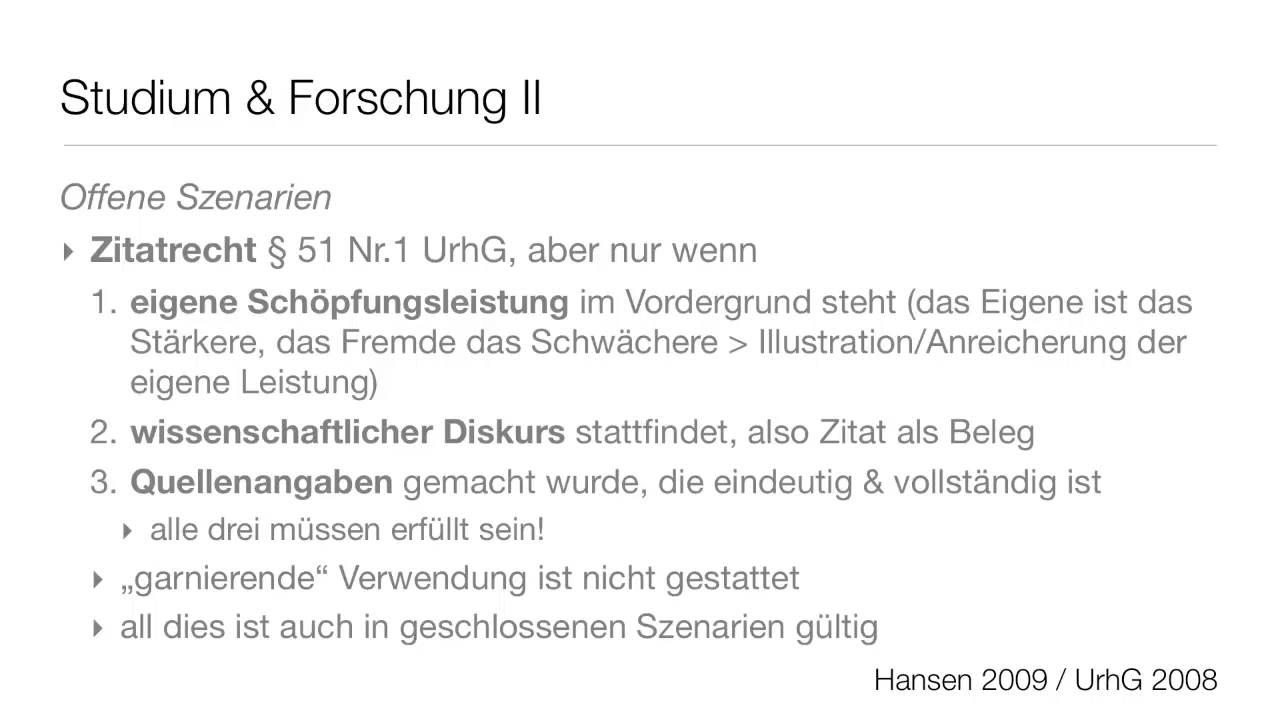 Studium & Forschung II
Offene Szenarien
‣ Zitatrecht § 51 Nr.1 UrhG, aber nur wenn
1. eigene Schöpfungsleistung im Vordergrund steht (das Eigene ist das
Stärkere, das Fremde das Schwächere > Illustration/Anreicherung der
eigene Leistung)
2. wissenschaftlicher Diskurs stattfindet, also Zitat als Beleg
3. Quellenangaben gemacht wurde, die eindeutig & vollständig ist
‣ alle drei müssen erfüllt sein!
‣ „garnierende“ Verwendung ist nicht gestattet
‣ all dies ist auch in geschlossenen Szenarien gültig
Hansen 2009 / UrhG 2008